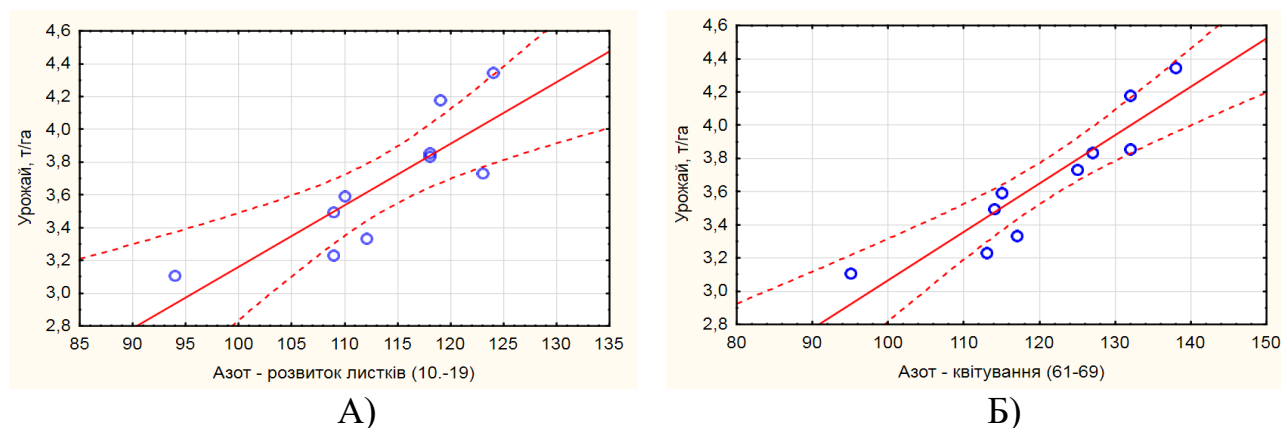 4,6
4,4
4,2
4,0
3,8
3,6
3,4
3,2
3,0
2,8
Урожай, т/га
85 90 95 100 105 110 115 120 125 130 135
Азот - розвиток листків (10.-19)
А)
4,6
4,4
4,2
4,0
3,8
3,6
3,4
3,2
3,0
2,8
Урожай, т/га
80 90 100 110 120 130 140 150
Азот - квітування (61-69)
Б)